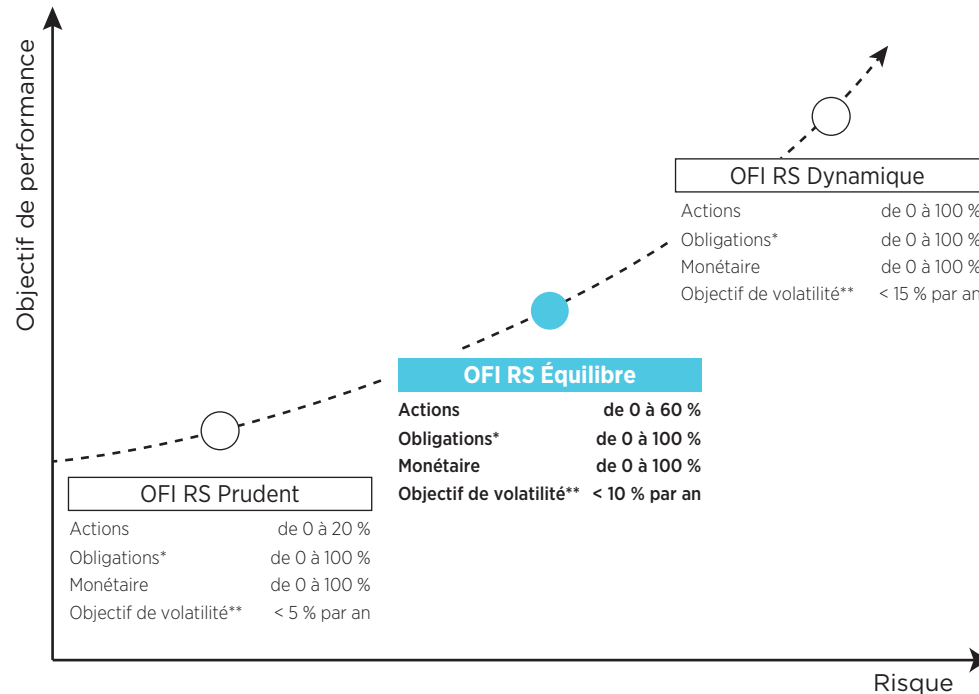 Objectif de performance
OFI RS Dynamique
Actions de 0 à 100 %
Obligations* de 0 à 100 %
Monétaire de 0 à 100 %
Objectif de volatilité** < 15 % par an
OFI RS Équilibre
Actions de 0 à 60 %
Obligations* de 0 à 100 %
Monétaire de 0 à 100 %
Objectif de volatilité** < 10 % par an
OFI RS Prudent
Actions de 0 à 20 %
Obligations* de 0 à 100 %
Monétaire de 0 à 100 %
Objectif de volatilité** < 5 % par an
Risque